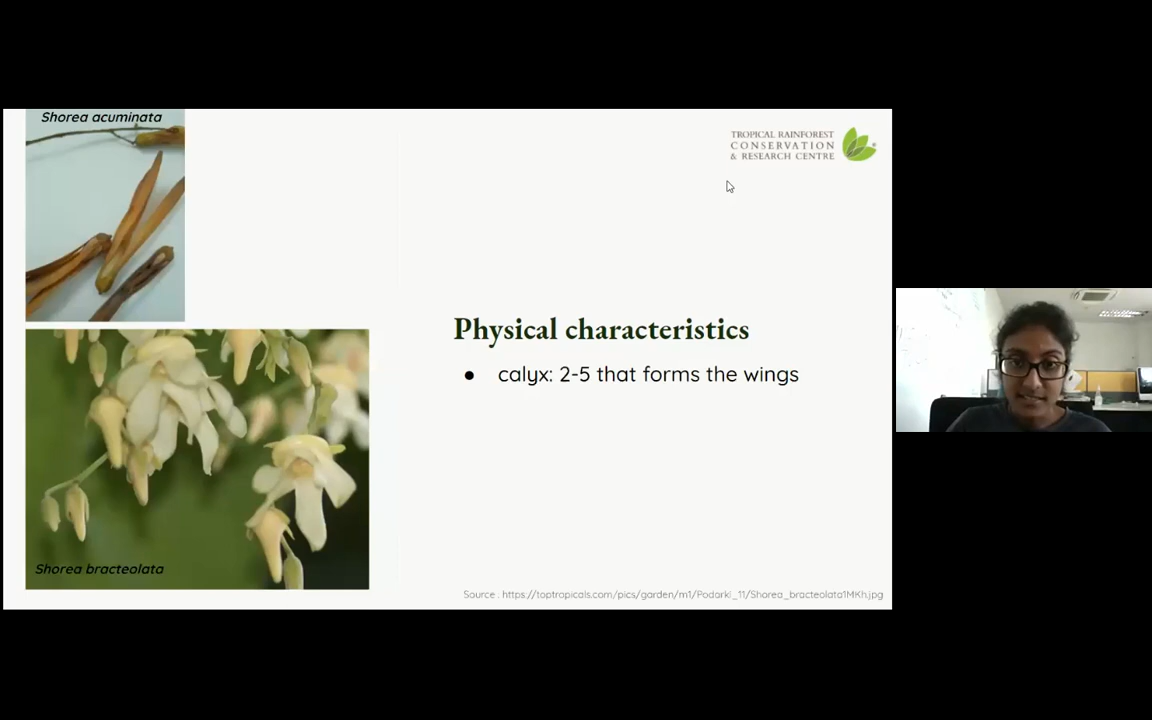 Shorea acuminata
TROPICAL RAINFOREST
CONSERVATION
& RESEARCH CENTRE
Physical characteristics
● calyx: 2-5 that forms the wings
Shorea bracteolata
Source : https://toptropicals.com/pics/garden/m1/Podarki_11/Shorea_bracteolata1MKh.jpg